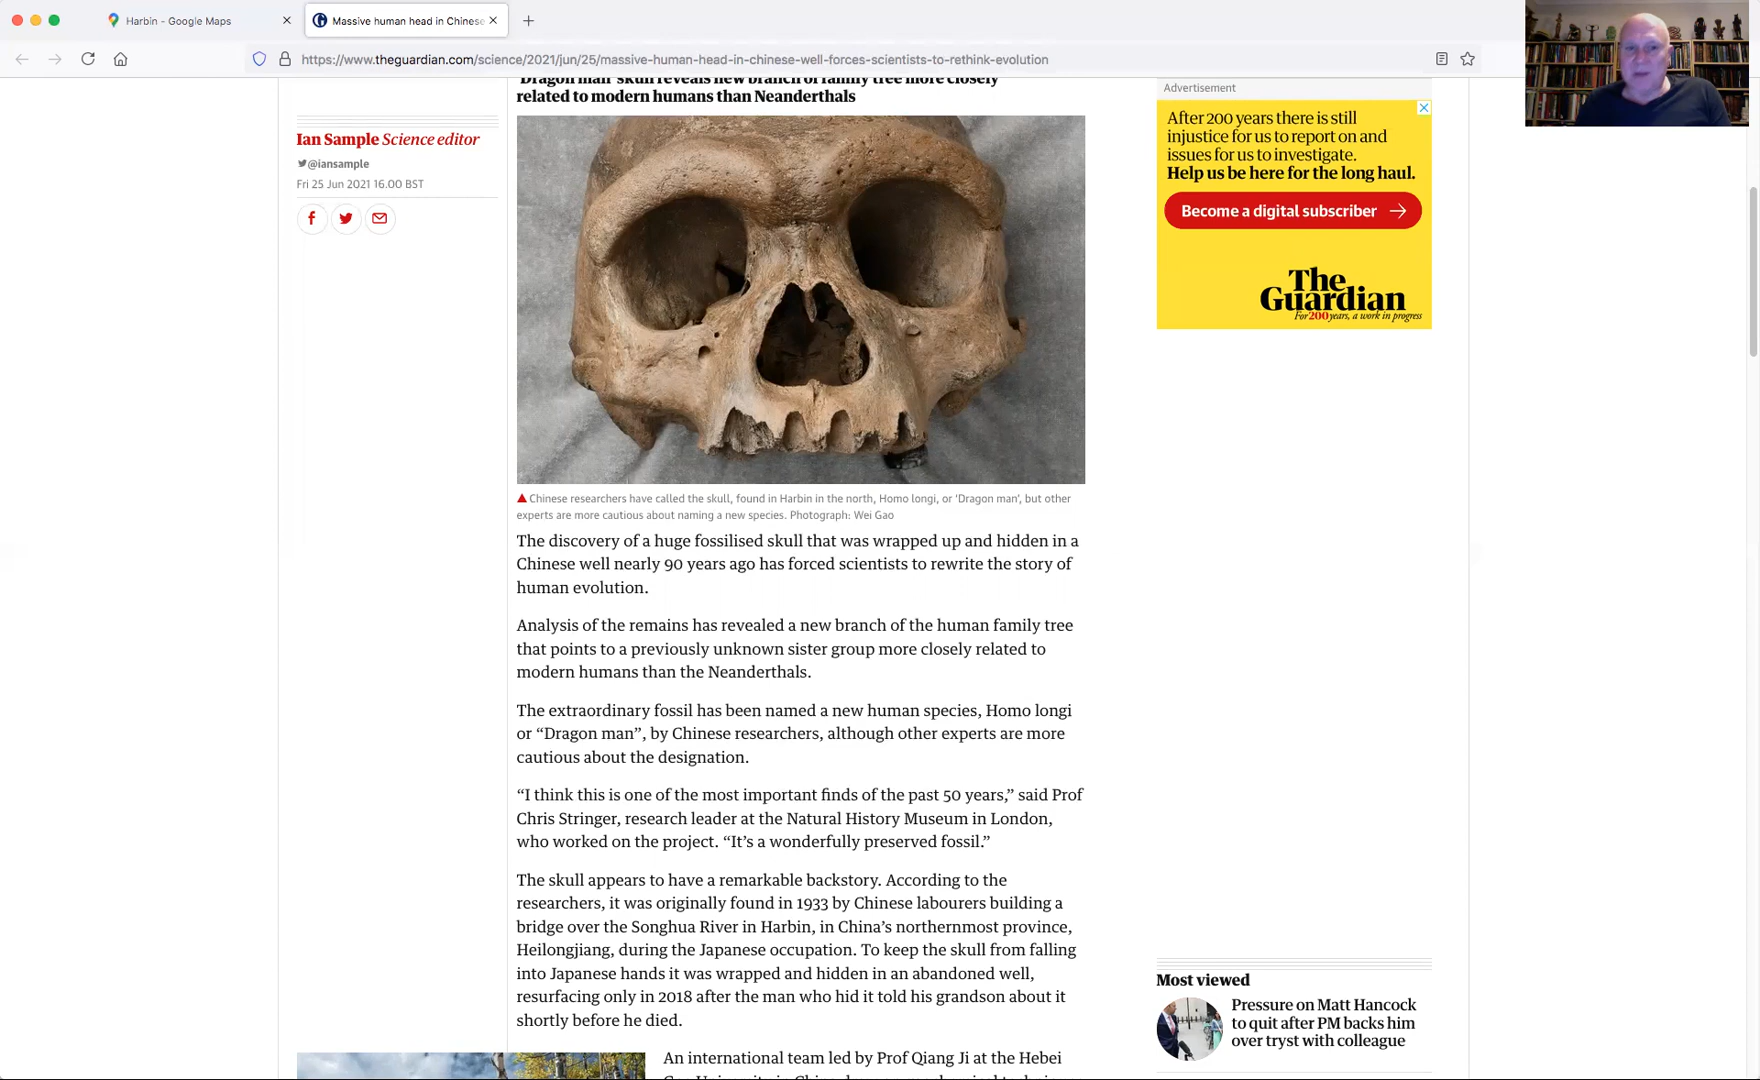 Harbin - Google Maps
Massive human head in Chinese
https://www.theguardian.com/science/2021/jun/25/massive-human-head-in-chinese-well-forces-scientists-to-rethink-evolution
'Dragon man' skull reveals new branch of family tree more closely
related to modern humans than Neanderthals
Ian Sample Science editor
@iansample
Fri 25 Jun 2021 16.00 BST
Chinese researchers have called the skull, found in Harbin in the north, Homo longi, or ‘Dragon man’, but other
experts are more cautious about naming a new species. Photograph: Wei Gao
The discovery of a huge fossilised skull that was wrapped up and hidden in a
Chinese well nearly 90 years ago has forced scientists to rewrite the story of
human evolution.
Analysis of the remains has revealed a new branch of the human family tree
that points to a previously unknown sister group more closely related to
modern humans than the Neanderthals.
The extraordinary fossil has been named a new human species, Homo longi
or “Dragon man”, by Chinese researchers, although other experts are more
cautious about the designation.
“I think this is one of the most important finds of the past 50 years,” said Prof
Chris Stringer, research leader at the Natural History Museum in London,
who worked on the project. “It’s a wonderfully preserved fossil.”
The skull appears to have a remarkable backstory. According to the
researchers, it was originally found in 1933 by Chinese labourers building a
bridge over the Songhua River in Harbin, in China’s northernmost province,
Heilongjiang, during the Japanese occupation. To keep the skull from falling
into Japanese hands it was wrapped and hidden in an abandoned well,
resurfacing only in 2018 after the man who hid it told his grandson about it
shortly before he died.
An international team led by Prof Qiang Ji at the Hebei
Advertisement
After 200 years there is still
injustice for us to report on and
issues for us to investigate.
Help us be here for the long haul.
Become a digital subscriber
The
Guardian
For 200 years, a work in progress
Most viewed
Pressure on Matt Hancock
to quit after PM backs him
over tryst with colleague